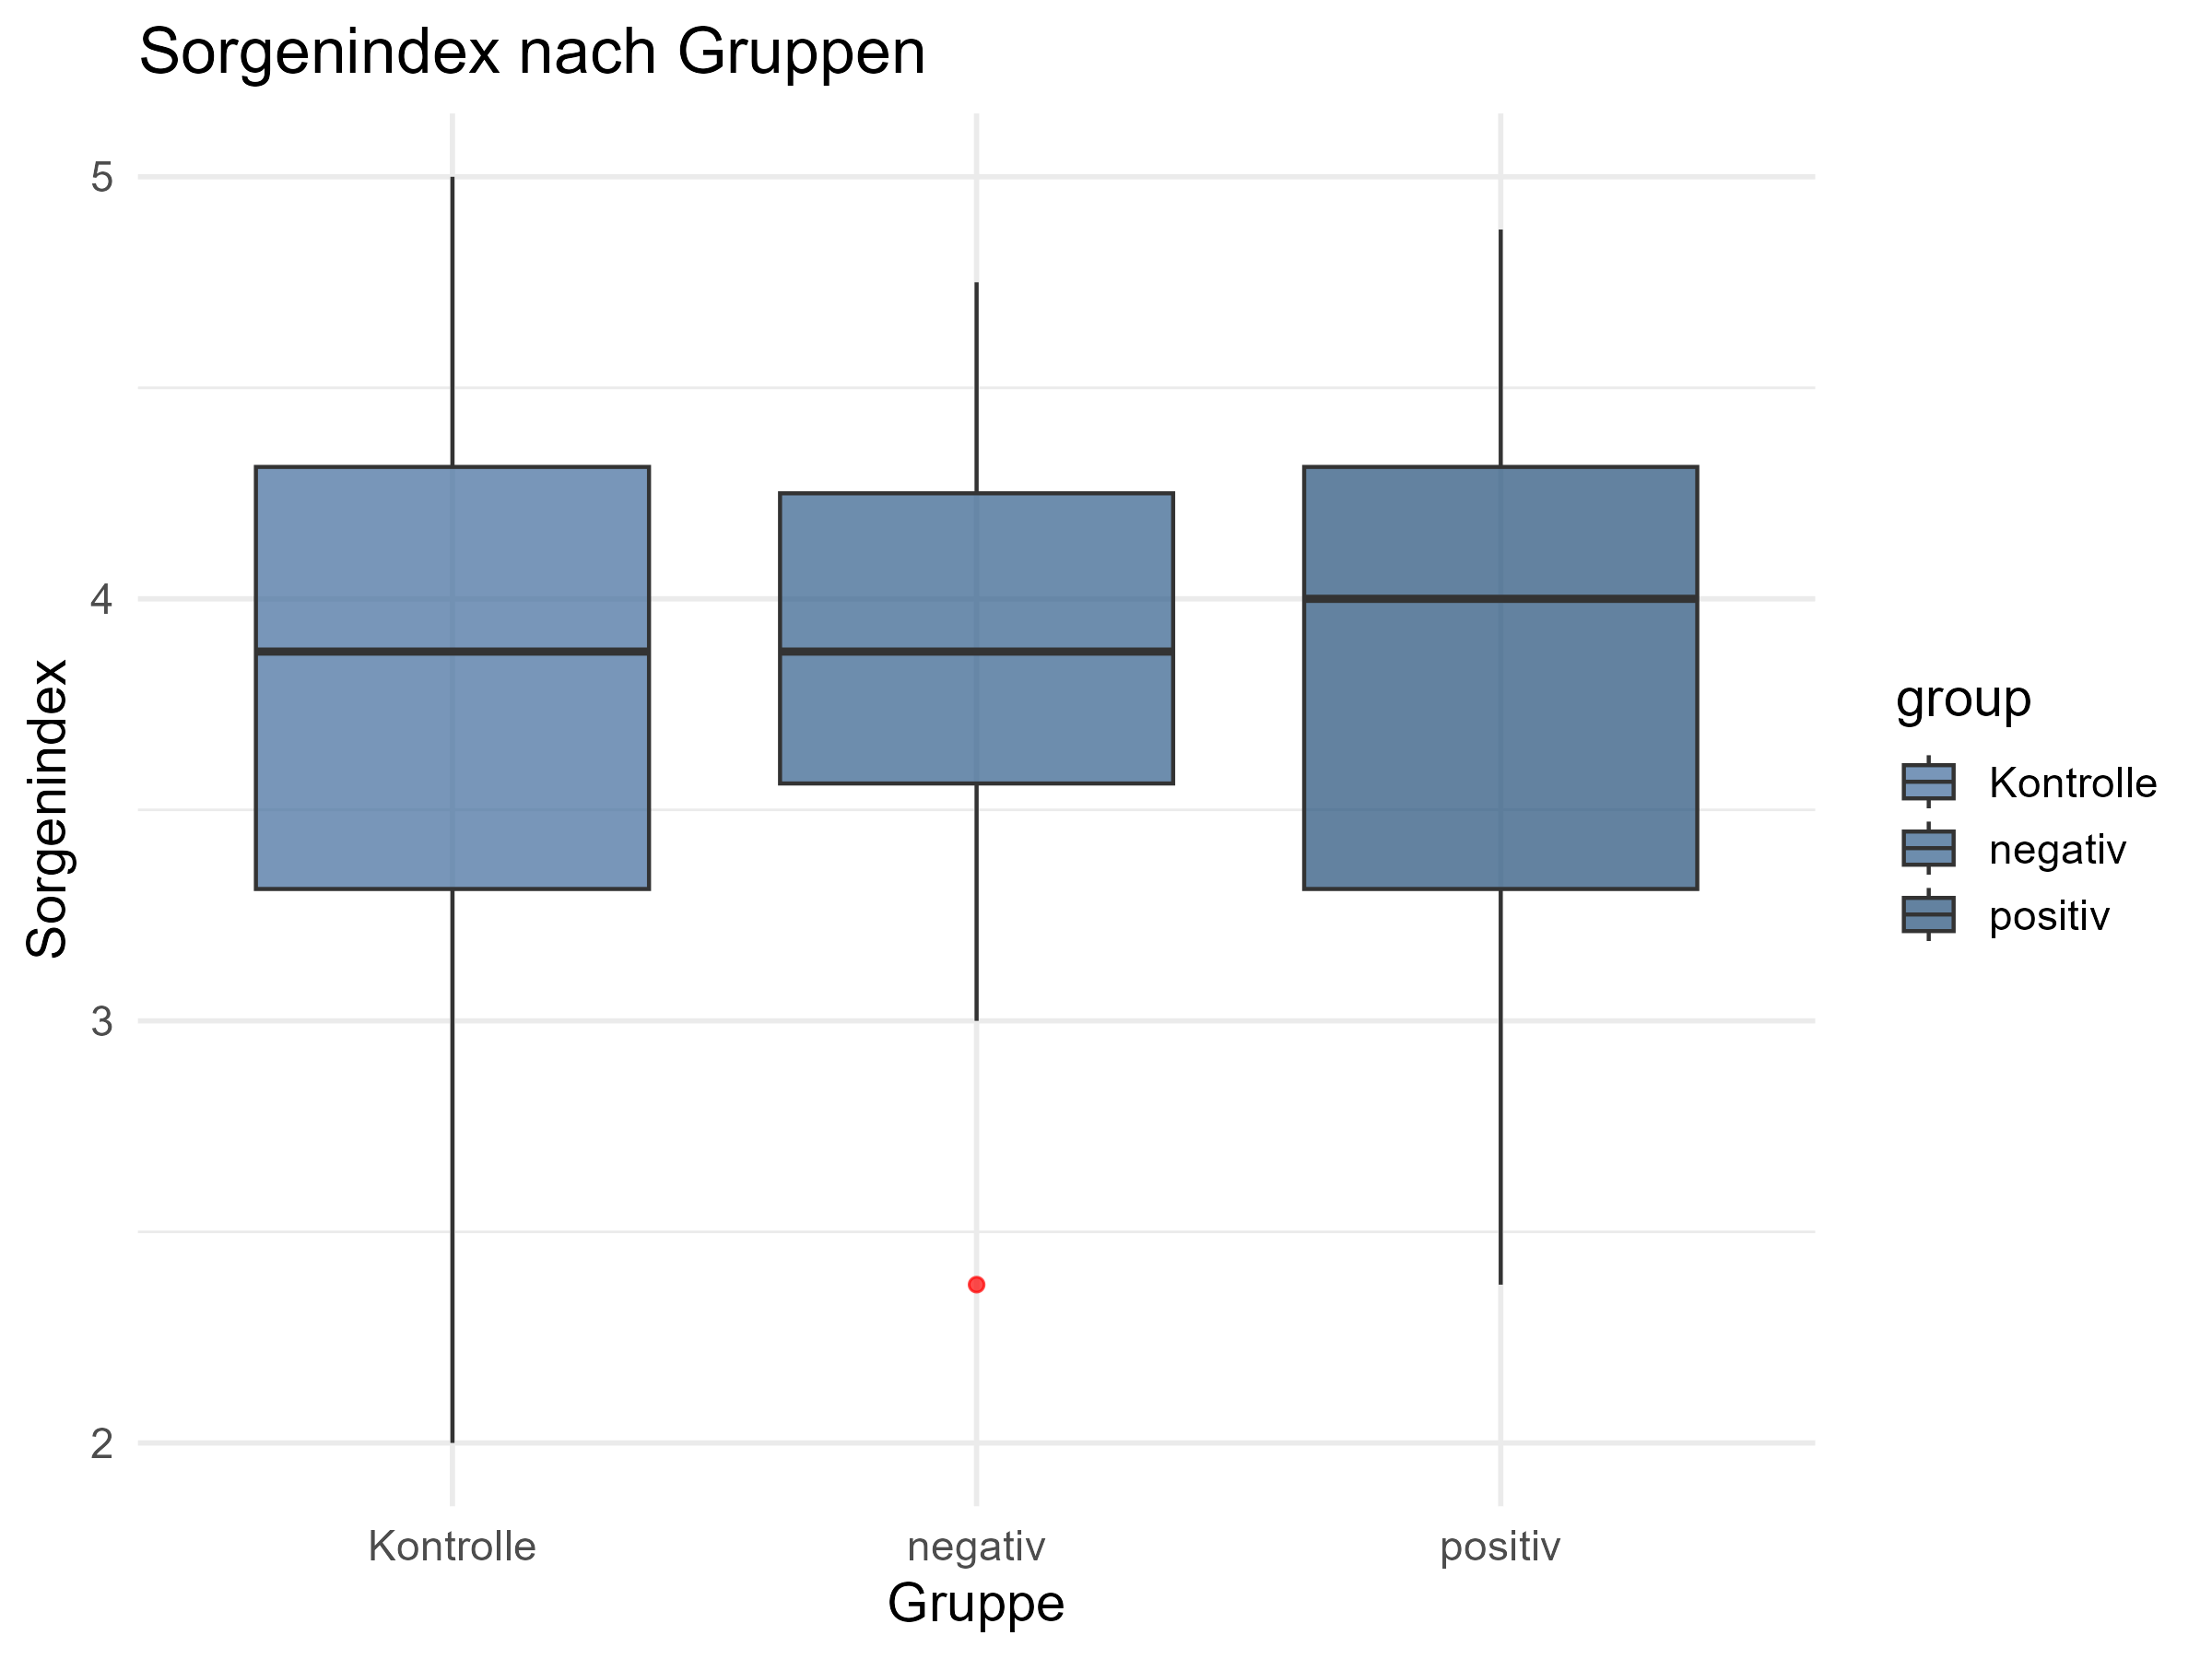 Sorgenindex nach Gruppen
5
4
3
2
Sorgenindex
Kontrolle
negativ
positiv
Gruppe
group
Kontrolle
negativ
positiv